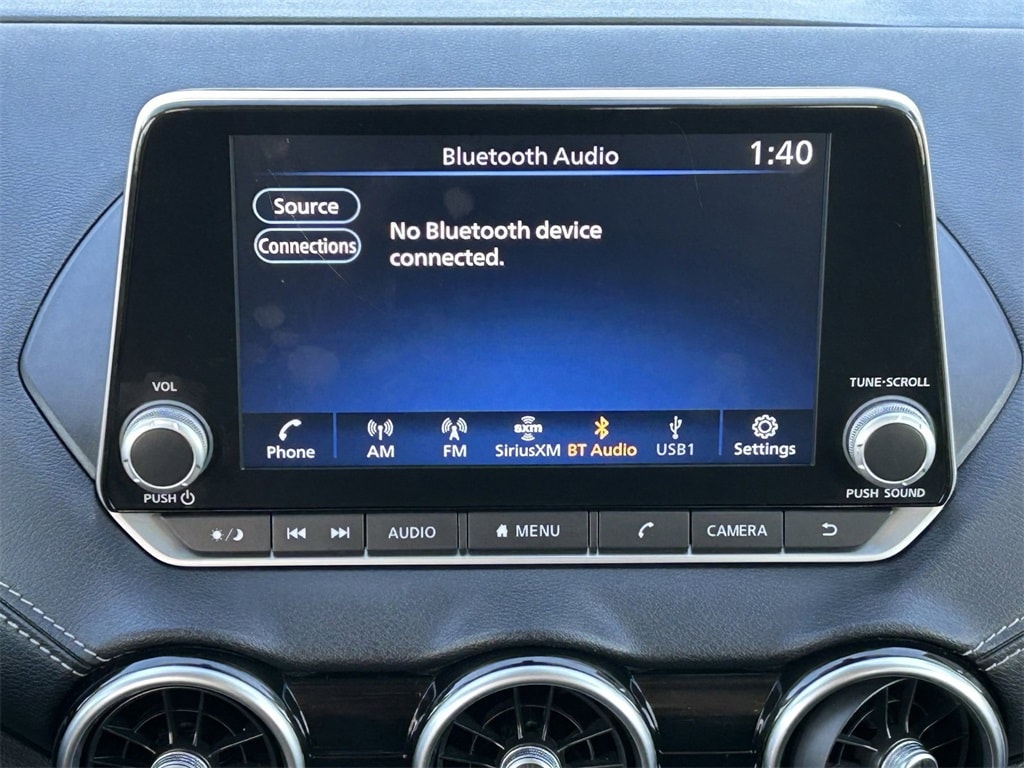 Bluetooth Audio
1:40
Source
Connections
No Bluetooth device
connected.
VOL
TUNE·SCROLL
Phone
AM
FM
sxm
SiriusXM
BT Audio
USB1
Settings
PUSH
PUSH SOUND
AUDIO
MENU
CAMERA